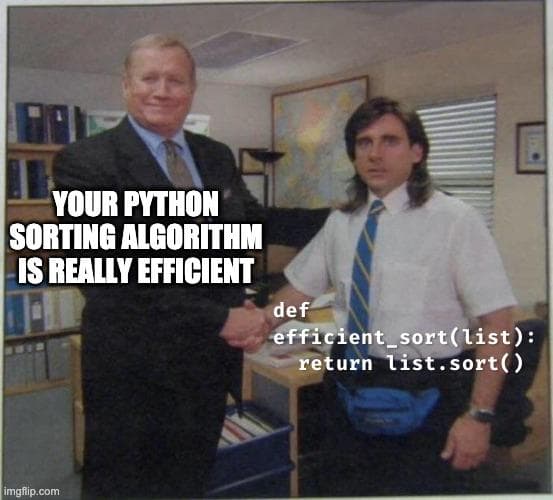 YOUR PYTHON
SORTING ALGORITHM
IS REALLY EFFICIENT
def
efficient_sort(list):
  return list.sort()
imgflip.com